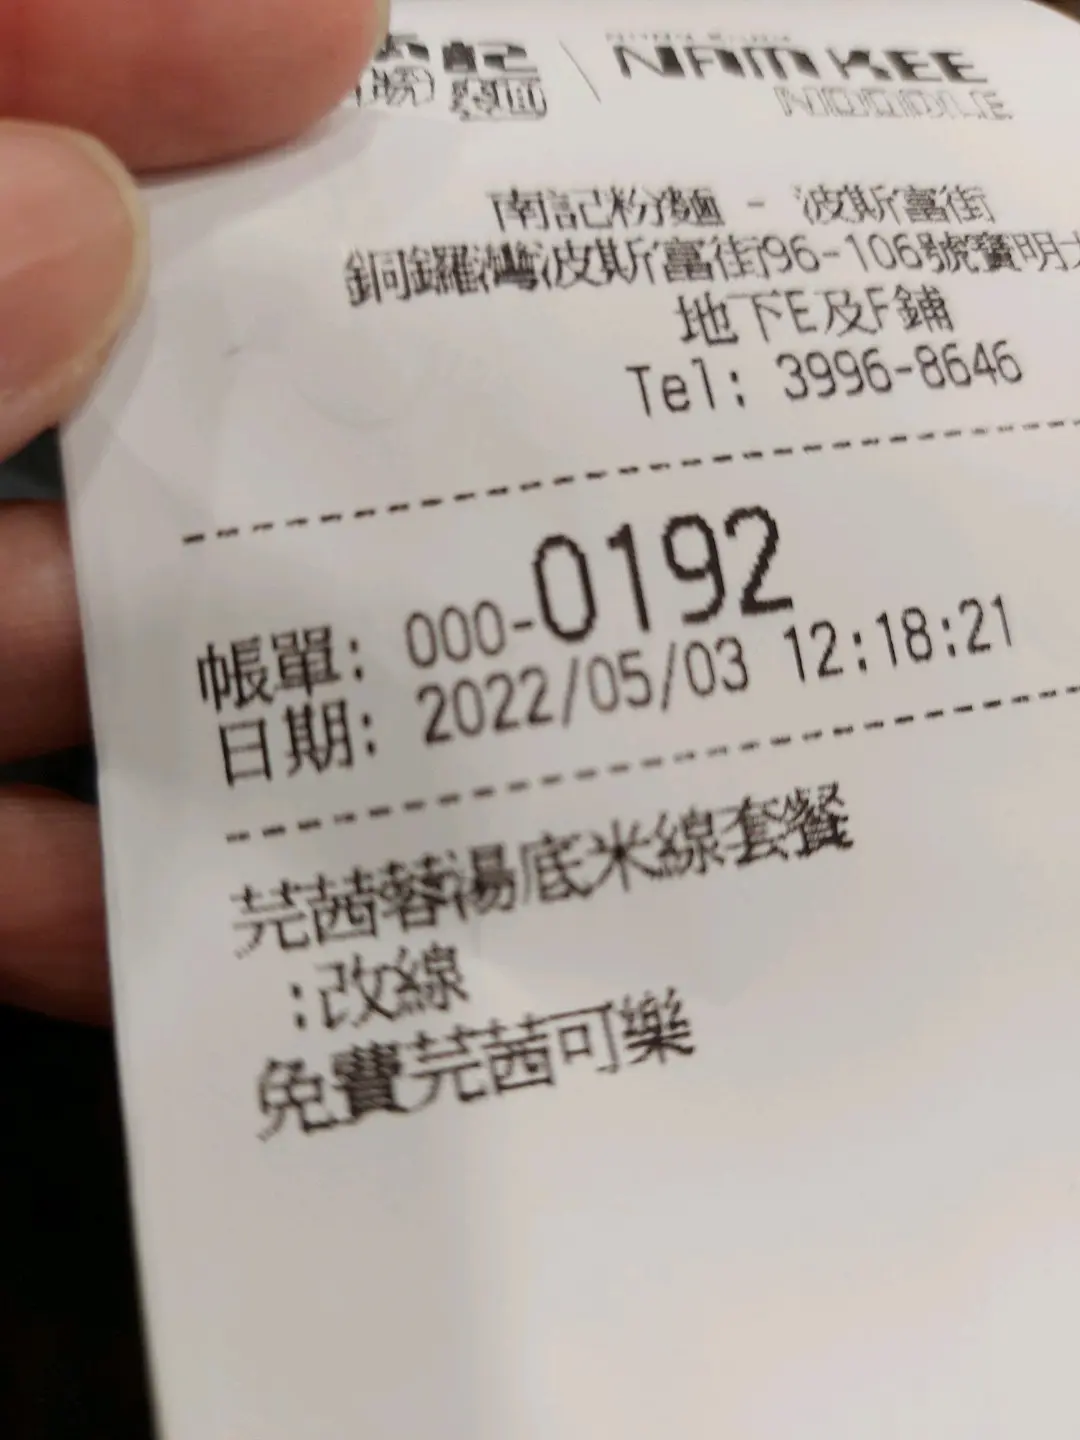 記
NAM KEE
NOODLE
南記粉麵 - 波斯富街
銅鑼灣波斯富街96-106號寶明
地下E及F鋪
Tel: 3996-8646
帳單: 000-0192
日期: 2022/05/03 12:18:21
芫茜蓉湯底米線套餐
:改線
免費芫茜可樂